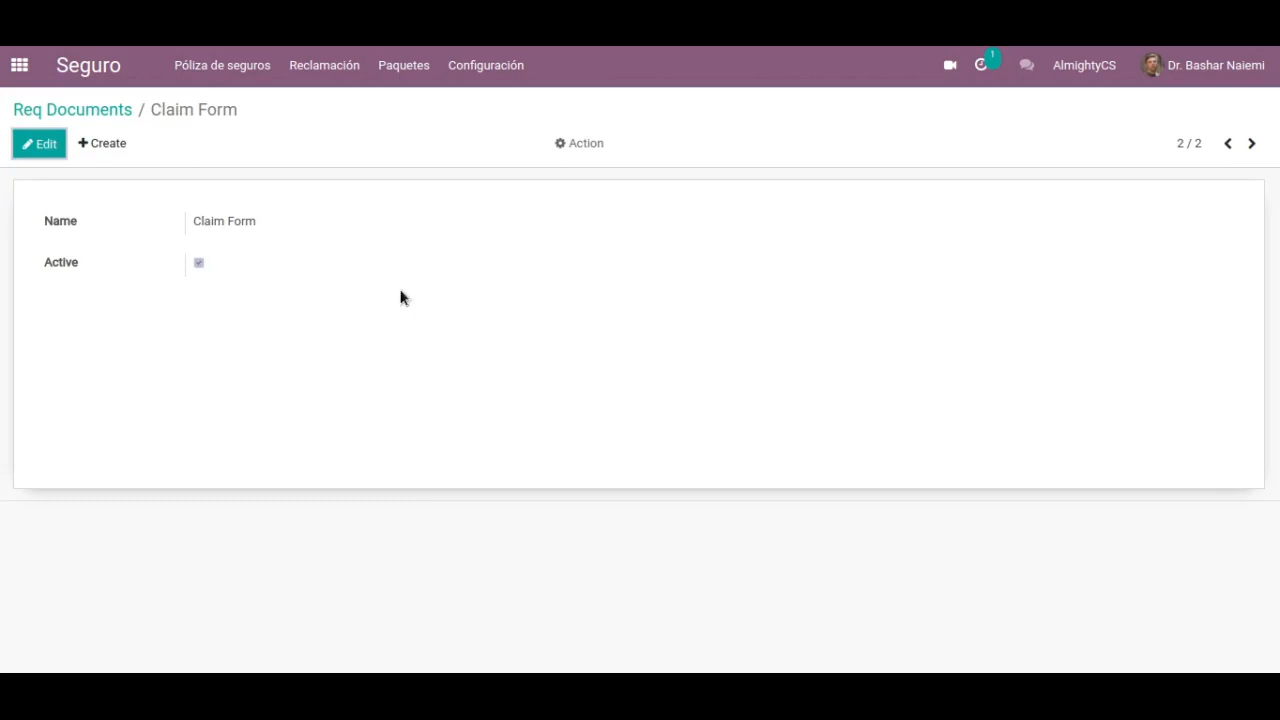 Seguro Póliza de seguros Reclamación Paquetes Configuración 1 AlmightyCS Dr. Bashar Naiemi
Req Documents / Claim Form
Edit Create Action 2 / 2
Name Claim Form
Active